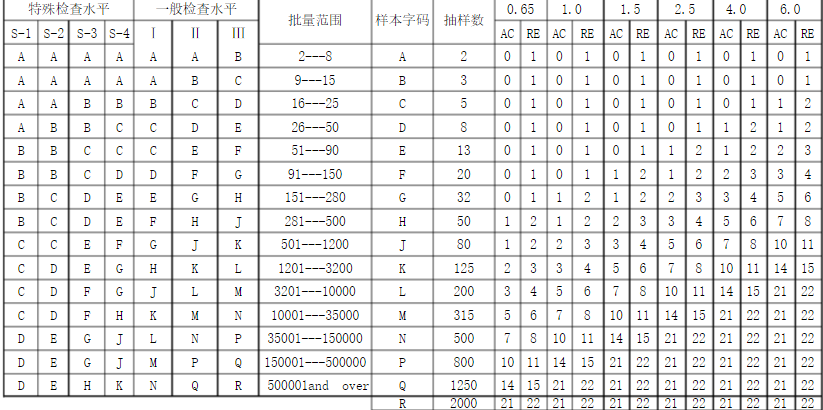 特殊检查水平 一般检查水平 批量范围 样本字码 抽样数 0.65 1.0 1.5 2.5 4.0 6.0
S-1 S-2 S-3 S-4 I II III AC RE AC RE AC RE AC RE AC RE AC RE
A A A A A A B 2---8 A 2 0 1 0 1 0 1 0 1 0 1 0 1
A A A A A B C 9---15 B 3 0 1 0 1 0 1 0 1 0 1 0 1
A A B B B C D 16---25 C 5 0 1 0 1 0 1 0 1 0 1 1 2
A B B C C D E 26---50 D 8 0 1 0 1 0 1 0 1 1 2 1 2
B B C C C E F 51---90 E 13 0 1 0 1 0 1 1 2 1 2 2 3
B B C D D F G 91---150 F 20 0 1 0 1 1 2 1 2 2 3 3 4
B C D E E G H 151---280 G 32 0 1 1 2 1 2 2 3 3 4 5 6
B C D E F H J 281---500 H 50 1 2 1 2 2 3 3 4 5 6 7 8
C C E F G J K 501---1200 J 80 1 2 2 3 3 4 5 6 7 8 10 11
C D E G H K L 1201---3200 K 125 2 3 3 4 5 6 7 8 10 11 14 15
C D F G J L M 3201---10000 L 200 3 4 5 6 7 8 10 11 14 15 21 22
C D F H K M N 10001---35000 M 315 5 6 7 8 10 11 14 15 21 22 21 22
D E G J L N P 35001---150000 N 500 7 8 10 11 14 15 21 22 21 22 21 22
D E G J M P Q 150001---500000 P 800 10 11 14 15 21 22 21 22 21 22 21 22
D E H K N Q R 500001and over Q 1250 14 15 21 22 21 22 21 22 21 22 21 22
R 2000 21 22 21 22 21 22 21 22 21 22 21 22